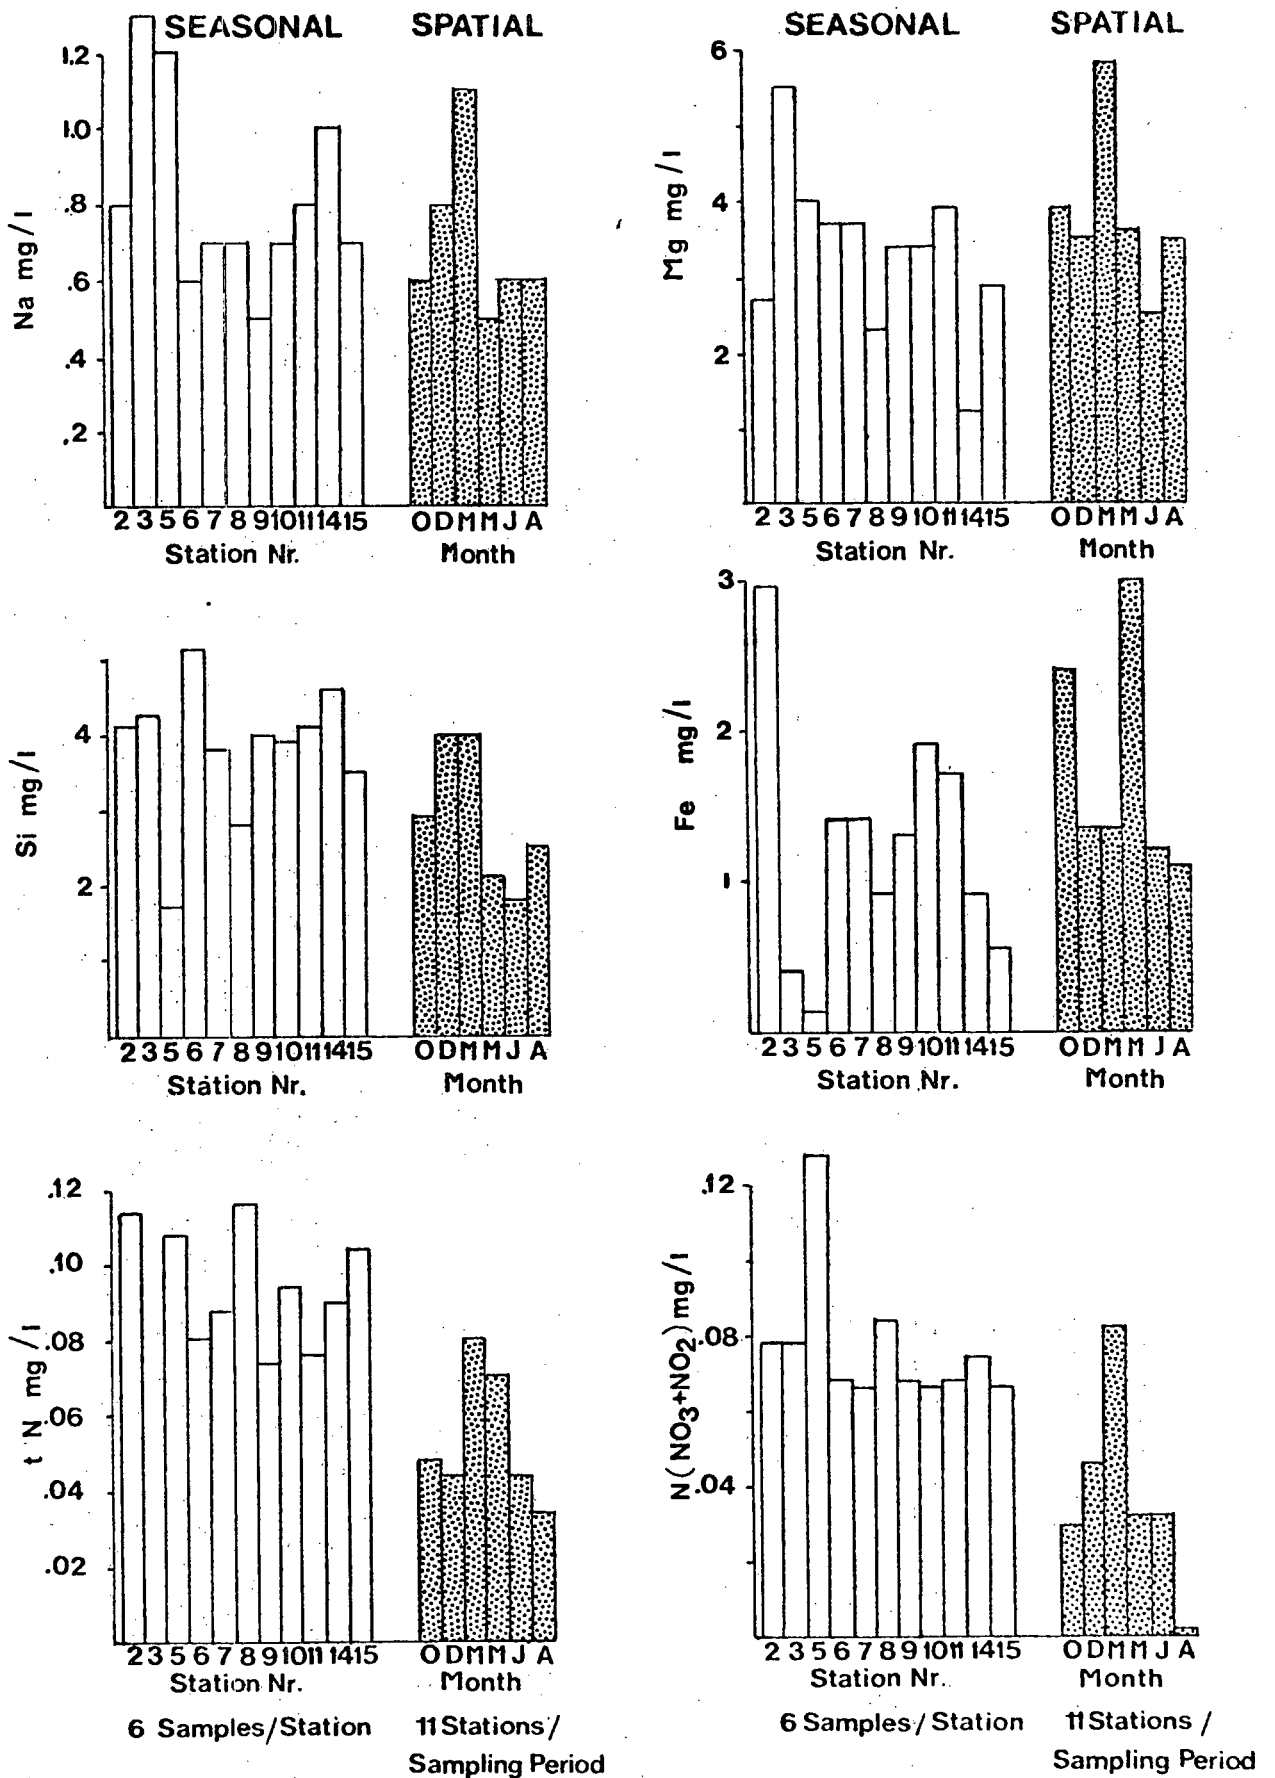 SEASONAL SPATIAL
1.2
1.0
.8
.6
.4
.2
Na mg/l
2 3 5 6 7 8 9 10 11 14 15 O D M M J A
Station Nr. Month
SEASONAL SPATIAL
6
4
2
Mg mg/l
2 3 5 6 7 8 9 10 11 14 15 O D M M J A
Station Nr. Month
4
2
Si mg/l
2 3 5 6 7 8 9 10 11 14 15 O D M M J A
Station Nr. Month
3
2
1
Fe mg/l
2 3 5 6 7 8 9 10 11 14 15 O D M M J A
Station Nr. Month
.12
.10
.08
.06
.04
.02
t N mg/l
2 3 5 6 7 8 9 10 11 14 15 O D M M J A
Station Nr. Month
6 Samples/Station 11 Stations/
Sampling Period
.12
.08
.04
N(NO3+NO2)mg/l
2 3 5 6 7 8 9 10 11 14 15 O D M M J A
Station Nr. Month
6 Samples/Station 11 Stations/
Sampling Period